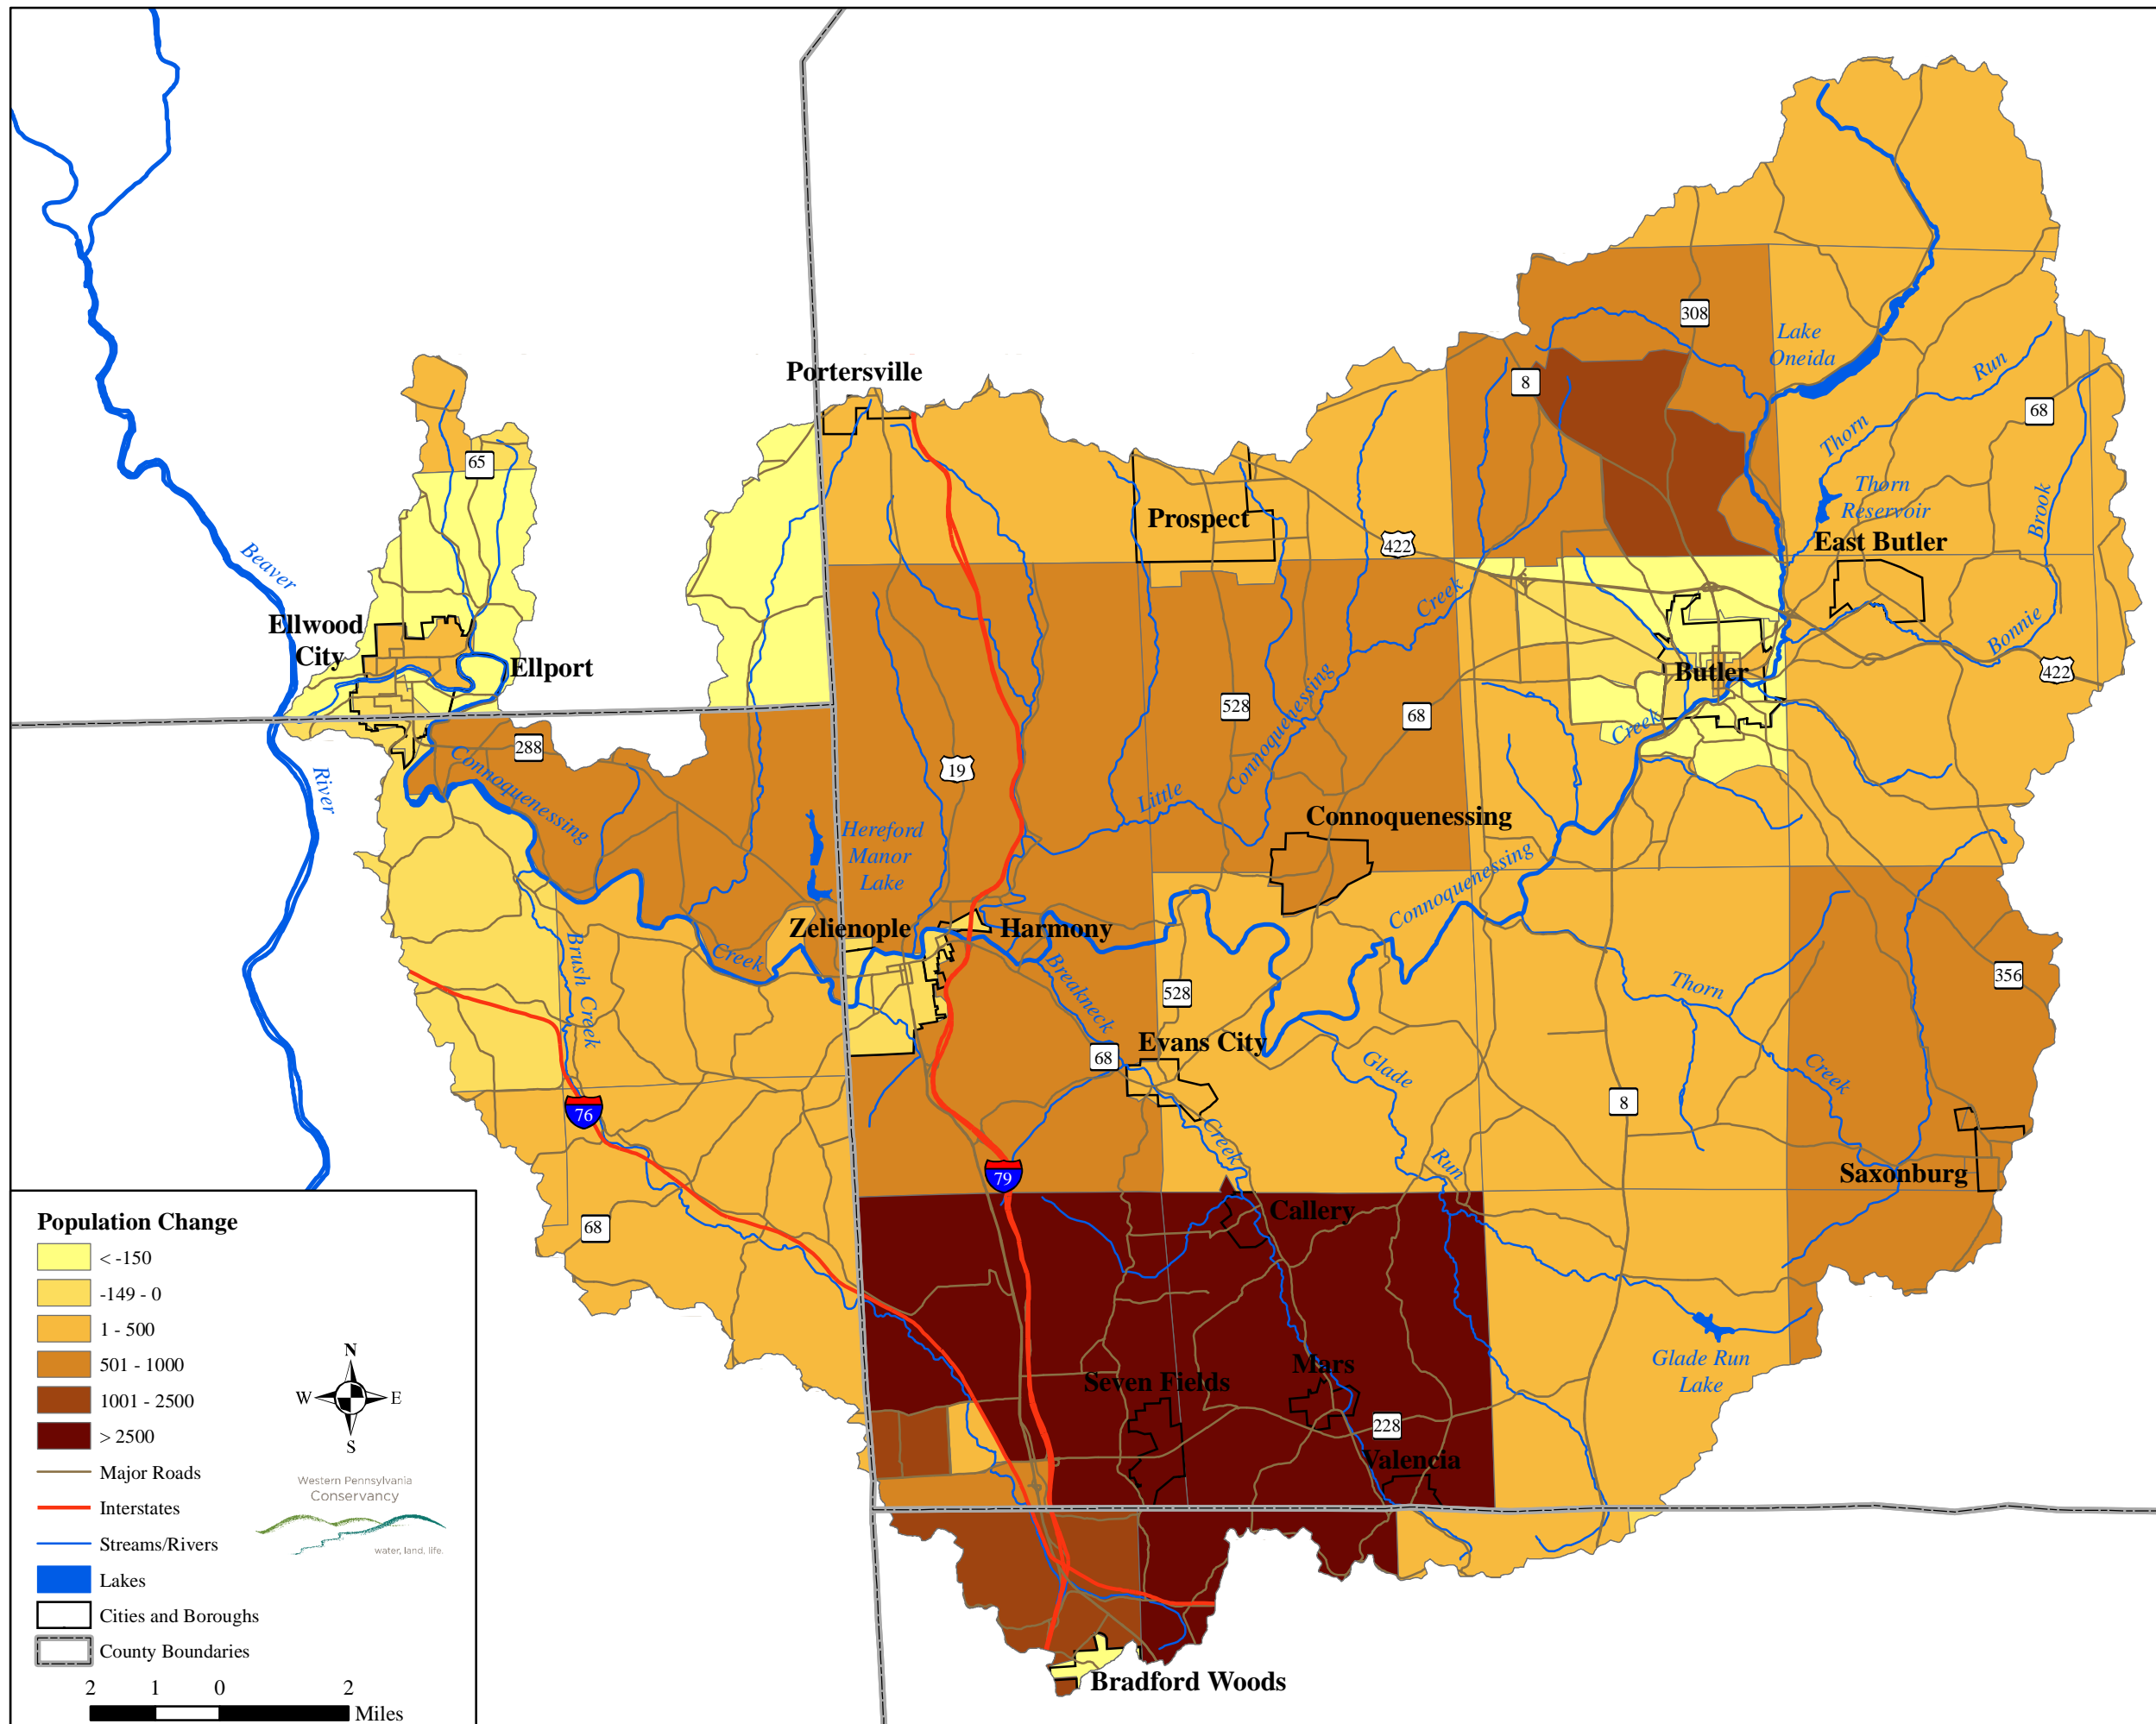 308
Lake
Oneida
Portersville
8
Run
68
Thorn
65
Thorn
Reservoir
Prospect
422
East Butler
Brook
Beaver
Creek
Ellwood
City
Ellport
Bonnie
422
Butler
528
68
Connoquenessing
Creek
288
19
Connoquenessing
River
Little
Connoquenessing
Hereford
Manor
Lake
Connoquenessing
Zelienople
Harmony
Creek
Brush Creek
Breakneck
528
Thorn
356
Evans City
68
Glade
Creek
76
8
Creek
Run
79
Saxonburg
68
Callery
Glade Run
Lake
Mars
Seven Fields
228
Valencia
Bradford Woods
Population Change
< -150
-149 - 0
1 - 500
501 - 1000
1001 - 2500
> 2500
Major Roads
Interstates
Streams/Rivers
Lakes
Cities and Boroughs
County Boundaries
N
W E
S
Western Pennsylvania
Conservancy
water, land, life.
2 1 0 2
Miles